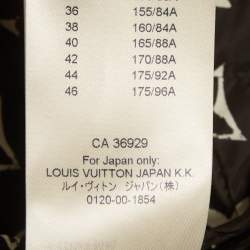 36 155/84A
38 160/84A
40 165/88A
42 170/88A
44 175/92A
46 175/96A
CA 36929
For Japan only:
LOUIS VUITTON JAPAN K.K.
ルイ・ヴィトン ジャパン(株)
0120-00-1854